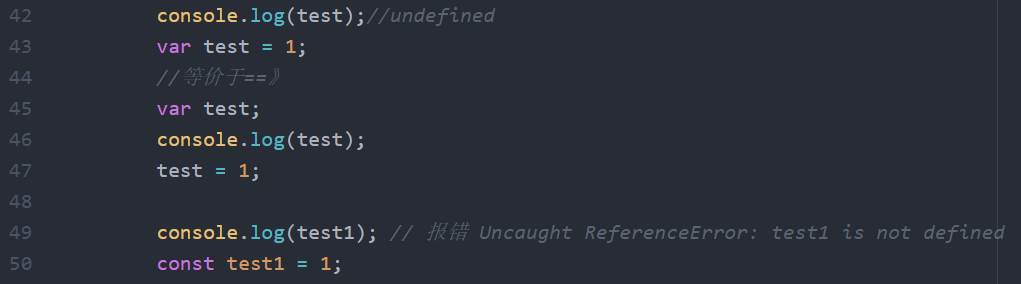 42 console.log(test);//undefined
43 var test = 1;
44 //等价于==》
45 var test;
46 console.log(test);
47 test = 1;
48
49 console.log(test1); // 报错 Uncaught ReferenceError: test1 is not defined
50 const test1 = 1;